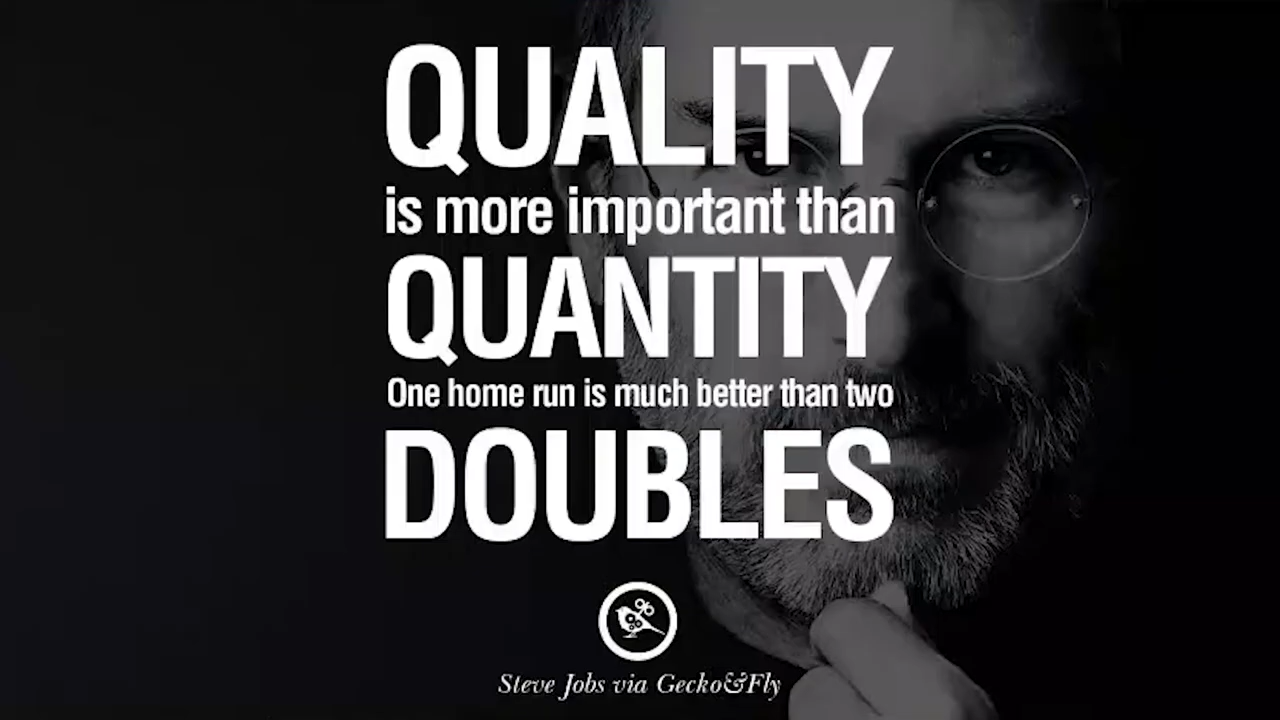 QUALITY
is more important than
QUANTITY
One home run is much better than two
DOUBLES
Steve Jobs via Gecko&Fly